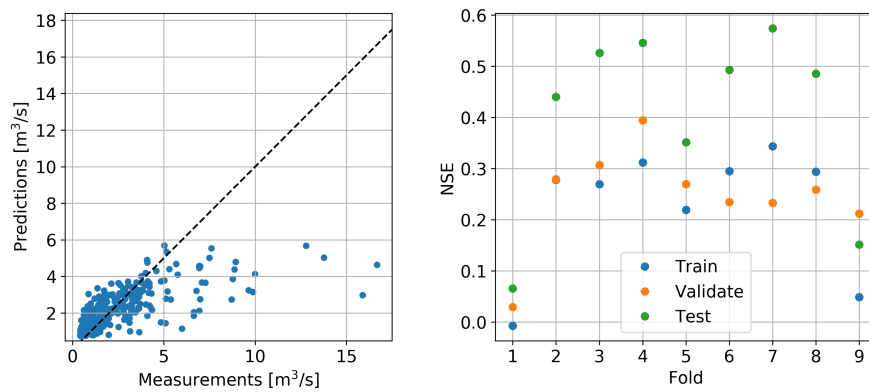 18
16
14
12
10
8
6
4
2
Predictions [m³/s]
0 5 10 15
Measurements [m³/s]
0.6
0.5
0.4
0.3
0.2
0.1
0.0
NSE
Train
Validate
Test
1 2 3 4 5 6 7 8 9
Fold